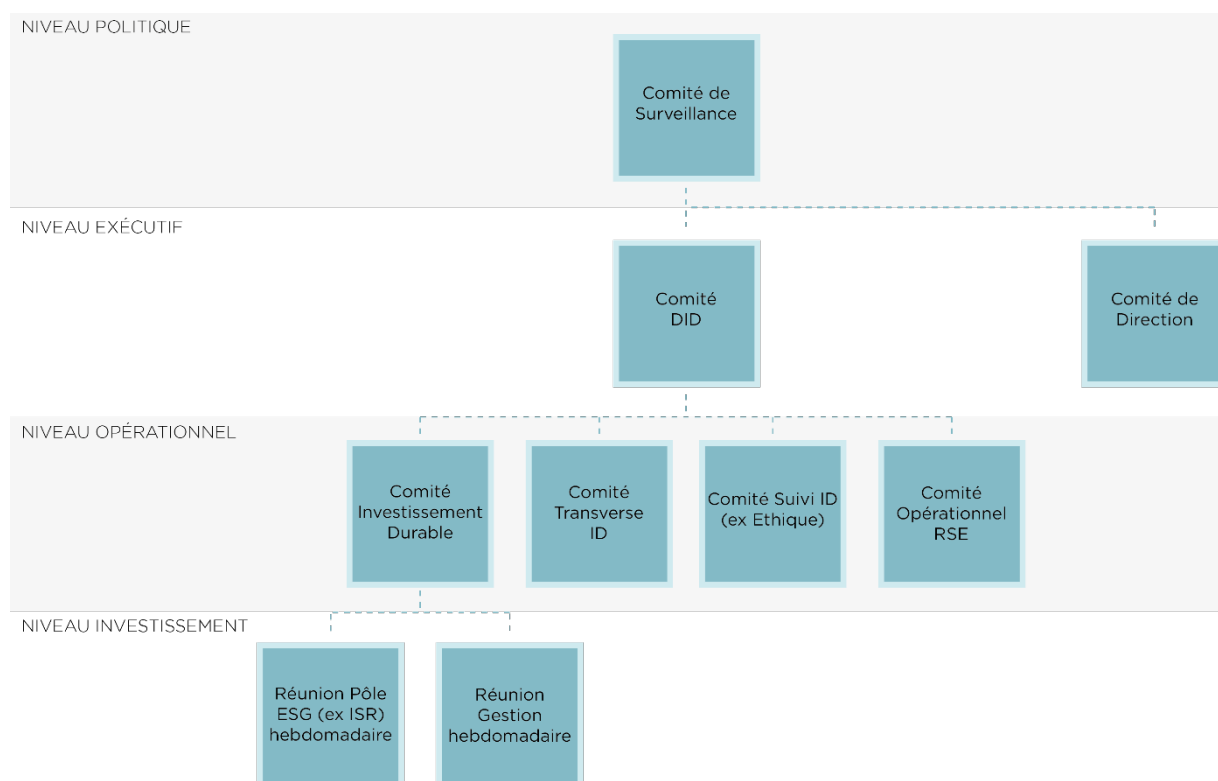 NIVEAU POLITIQUE
Comité de
Surveillance
NIVEAU EXÉCUTIF
Comité
DID
Comité de
Direction
NIVEAU OPÉRATIONNEL
Comité
Investissement
Durable
Comité
Transverse
ID
Comité Suivi ID
(ex Ethique)
Comité
Opérationnel
RSE
NIVEAU INVESTISSEMENT
Réunion Pôle
ESG (ex ISR)
hebdomadaire
Réunion
Gestion
hebdomadaire